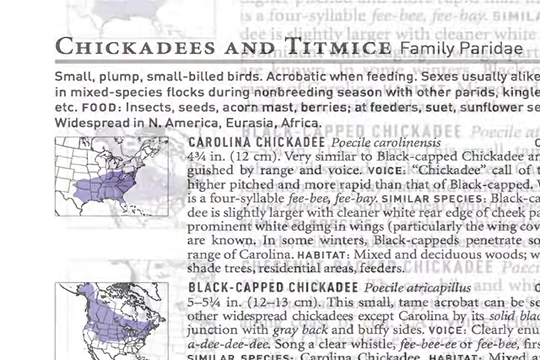 is a four-syllable fee-bee, fee-bay. SIMILA
dee is slightly larger with cleaner white
CHICKADEES AND TITMICE Family Paridae
Small, plump, small-billed birds. Acrobatic when feeding. Sexes usually alike
in mixed-species flocks during nonbreeding season with other parids, kingle
etc. FOOD: Insects, seeds, acorn mast, berries; at feeders, suet, sunflower se
Widespread in N. America, Eurasia, Africa.
BLACK-CAPPED CHICKADEE Poecile at
CAROLINA CHICKADEE Poecile carolinensis
4¾ in. (12 cm). Very similar to Black-capped Chickadee an
guished by range and voice. VOICE: "Chickadee" call of t
higher pitched and more rapid than that of Black-capped. W
is a four-syllable fee-bee, fee-bay. SIMILAR SPECIES: Black-ca
dee is slightly larger with cleaner white rear edge of cheek pa
prominent white edging in wings (particularly the wing cov
are known. In some winters, Black-cappeds penetrate so
range of Carolina. HABITAT: Mixed and deciduous woods; w
shade trees, residential areas, feeders.
CHICKADEE
BLACK-CAPPED CHICKADEE Poecile atricapillus
5–5¼ in. (12–13 cm). This small, tame acrobat can be se
other widespread chickadees except Carolina by its solid blac
junction with gray back and buffy sides. VOICE: Clearly enu
a-dee-dee-dee. Song a clear whistle, fee-bee-ee or fee-bee, firs
SIMILAR SPECIES: Carolina Chickadee. HABITAT: Mixed a